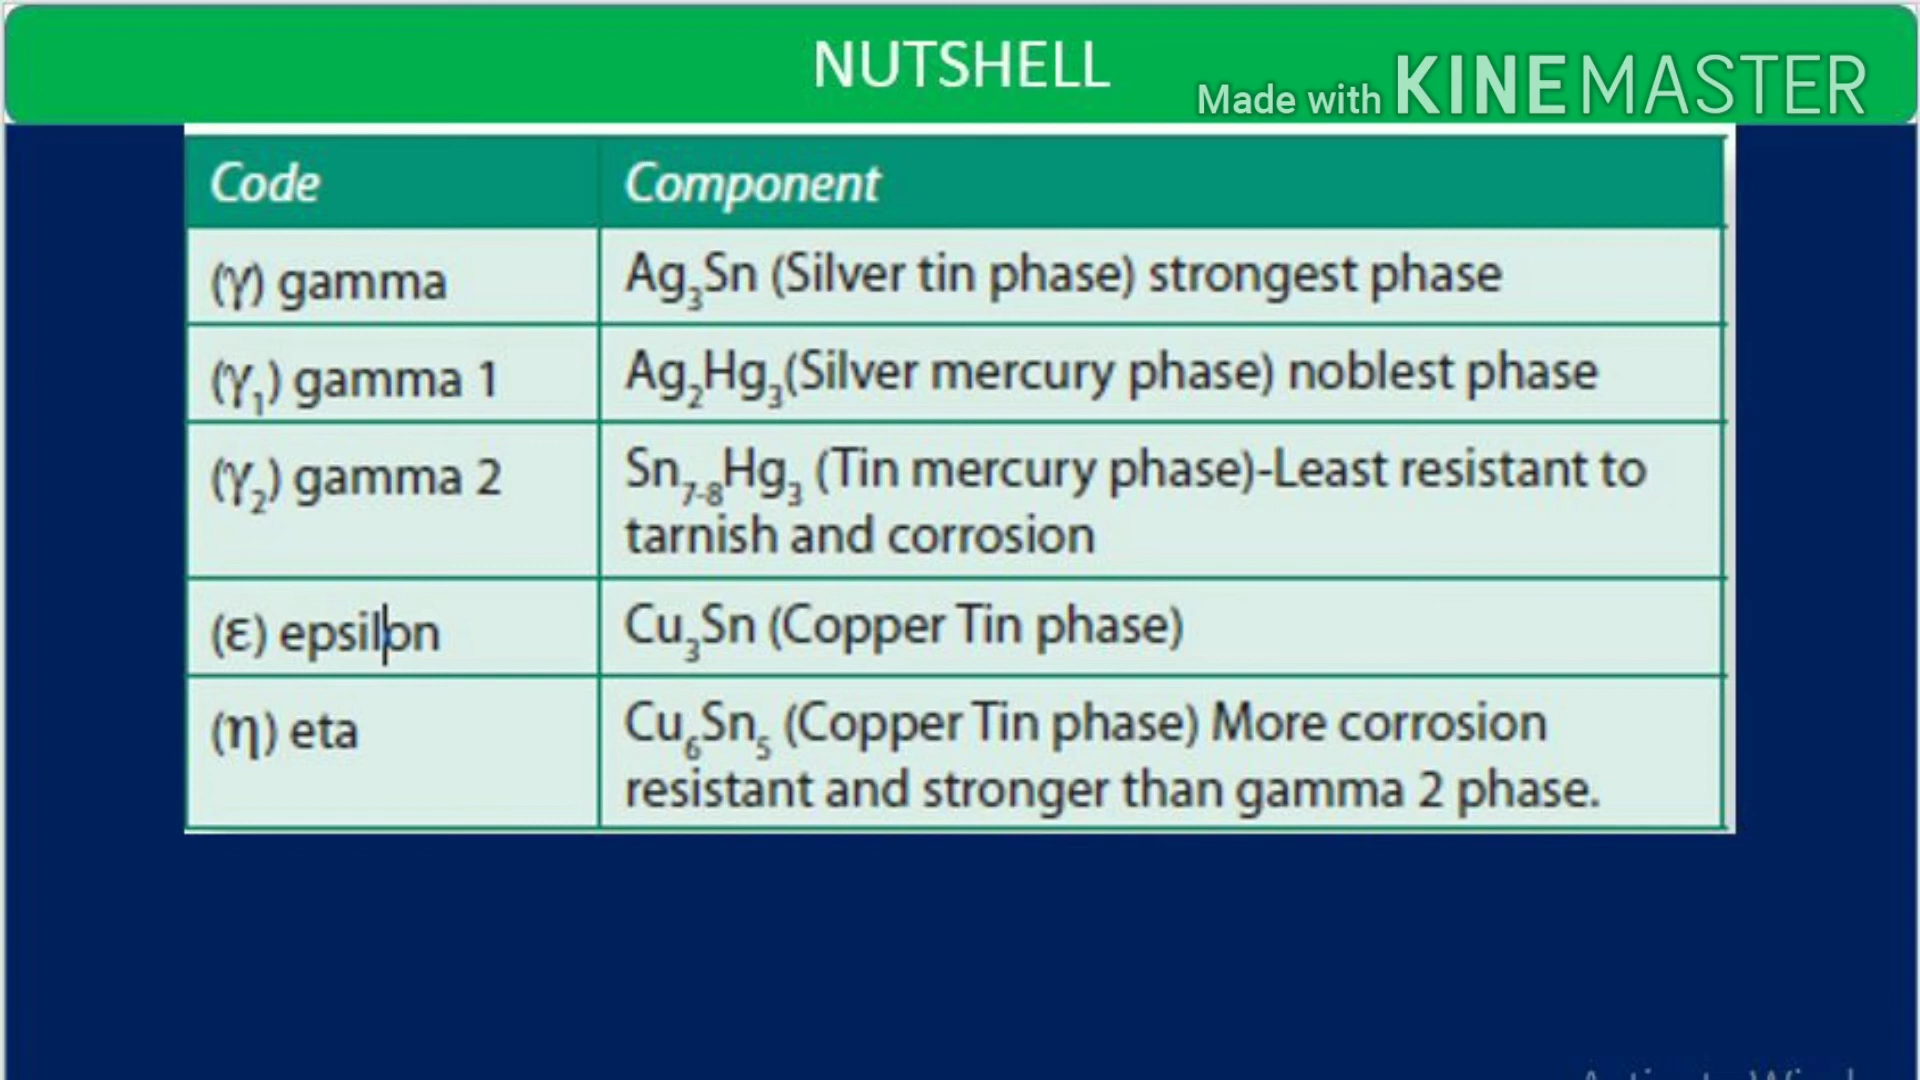 NUTSHELL
Made with KINEMASTER
Code Component
(γ) gamma Ag₃Sn (Silver tin phase) strongest phase
(γ₁) gamma 1 Ag₂Hg₃(Silver mercury phase) noblest phase
(γ₂) gamma 2 Sn₇₋₈Hg₃ (Tin mercury phase)-Least resistant to
tarnish and corrosion
(ε) epsilon Cu₃Sn (Copper Tin phase)
(η) eta Cu₆Sn₅ (Copper Tin phase) More corrosion
resistant and stronger than gamma 2 phase.